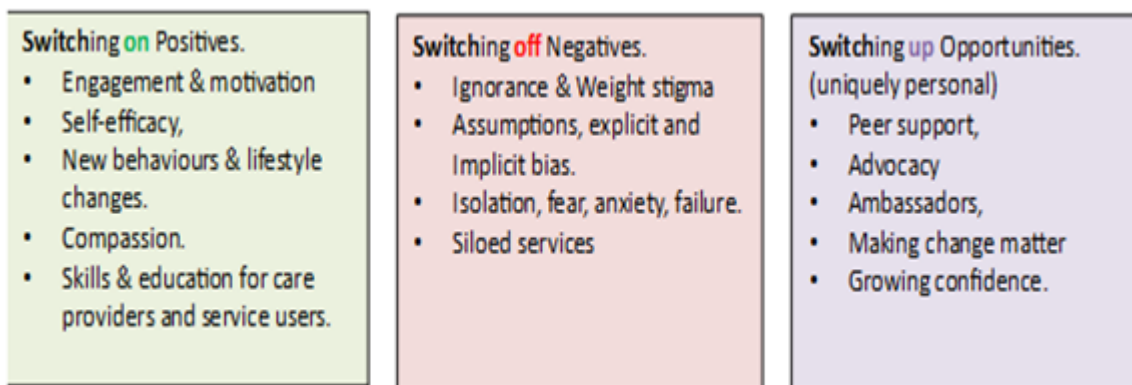 Switching on Positives.
• Engagement & motivation
• Self-efficacy,
• New behaviours & lifestyle
changes.
• Compassion.
• Skills & education for care
providers and service users.
Switching off Negatives.
• Ignorance & Weight stigma
• Assumptions, explicit and
Implicit bias.
• Isolation, fear, anxiety, failure.
• Siloed services
Switching up Opportunities.
(uniquely personal)
• Peer support,
• Advocacy
• Ambassadors,
• Making change matter
• Growing confidence.